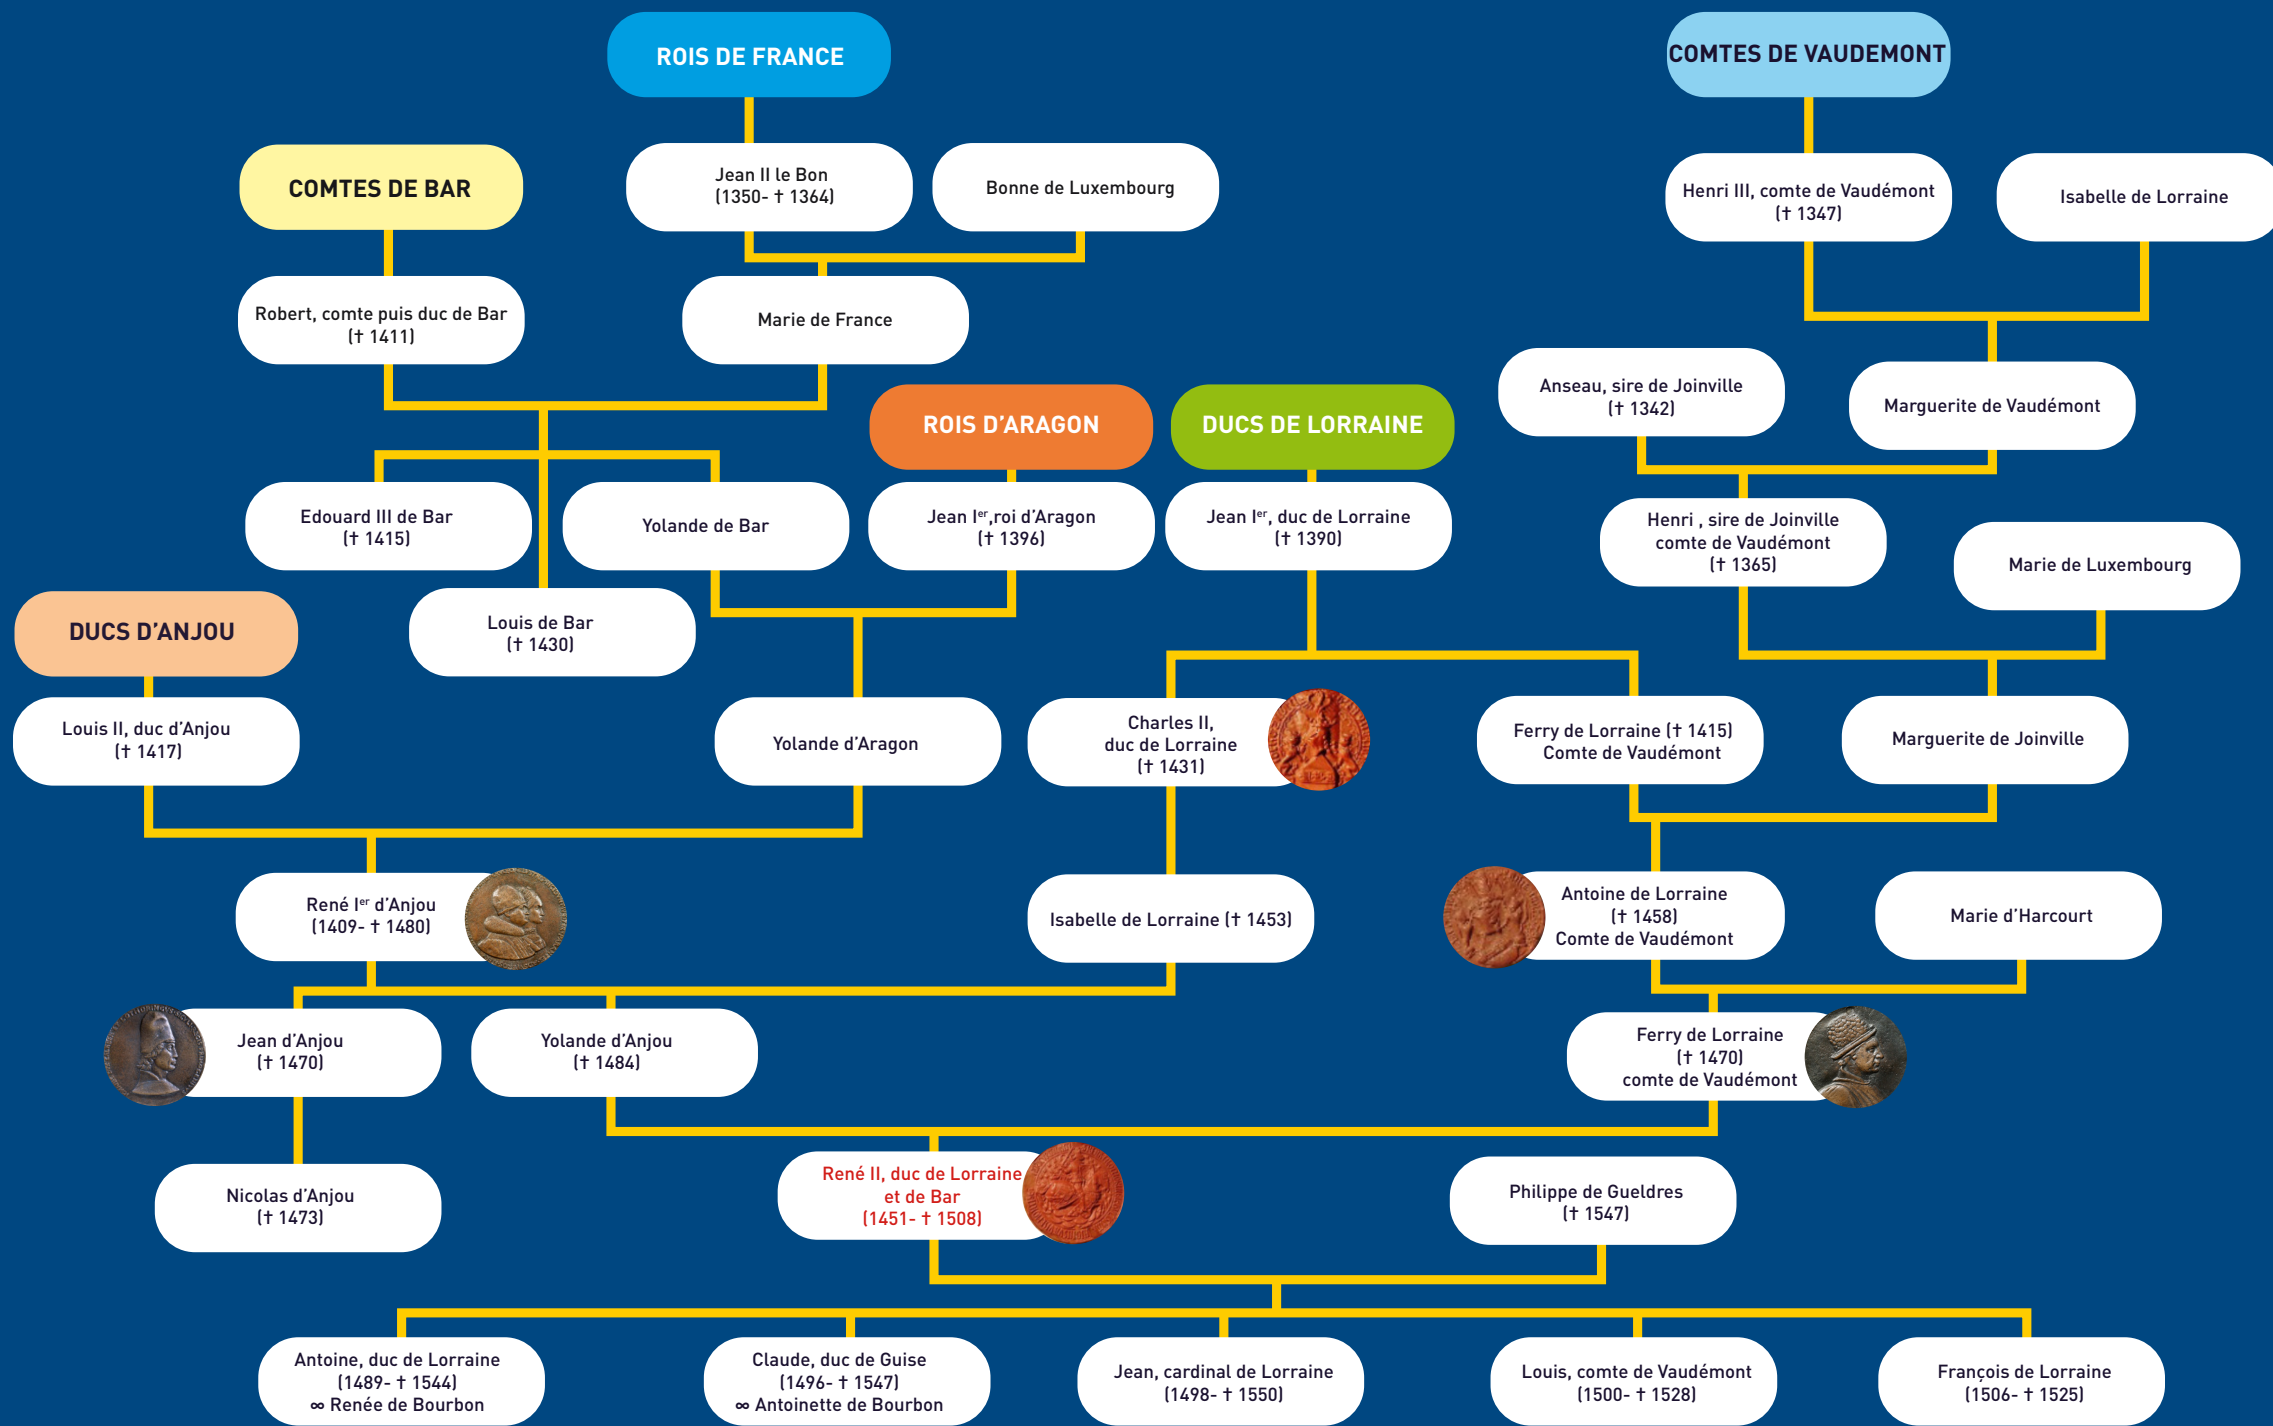 ROIS DE FRANCE
COMTES DE VAUDEMONT
COMTES DE BAR
Jean II le Bon
(1350- † 1364)
Bonne de Luxembourg
Henri III, comte de Vaudémont
(† 1347)
Isabelle de Lorraine
Robert, comte puis duc de Bar
(† 1411)
Marie de France
Anseau, sire de Joinville
(† 1342)
Marguerite de Vaudémont
ROIS D’ARAGON
DUCS DE LORRAINE
Edouard III de Bar
(† 1415)
Yolande de Bar
Jean Iᵉʳ,roi d’Aragon
(† 1396)
Jean Iᵉʳ, duc de Lorraine
(† 1390)
Henri , sire de Joinville
comte de Vaudémont
(† 1365)
Marie de Luxembourg
DUCS D’ANJOU
Louis de Bar
(† 1430)
Louis II, duc d’Anjou
(† 1417)
Yolande d’Aragon
Charles II,
duc de Lorraine
(† 1431)
Ferry de Lorraine († 1415)
Comte de Vaudémont
Marguerite de Joinville
René Iᵉʳ d’Anjou
(1409- † 1480)
Isabelle de Lorraine († 1453)
Antoine de Lorraine
(† 1458)
Comte de Vaudémont
Marie d’Harcourt
Jean d’Anjou
(† 1470)
Yolande d’Anjou
(† 1484)
Ferry de Lorraine
(† 1470)
comte de Vaudémont
Nicolas d’Anjou
(† 1473)
René II, duc de Lorraine
et de Bar
(1451- † 1508)
Philippe de Gueldres
(† 1547)
Antoine, duc de Lorraine
(1489- † 1544)
∞ Renée de Bourbon
Claude, duc de Guise
(1496- † 1547)
∞ Antoinette de Bourbon
Jean, cardinal de Lorraine
(1498- † 1550)
Louis, comte de Vaudémont
(1500- † 1528)
François de Lorraine
(1506- † 1525)